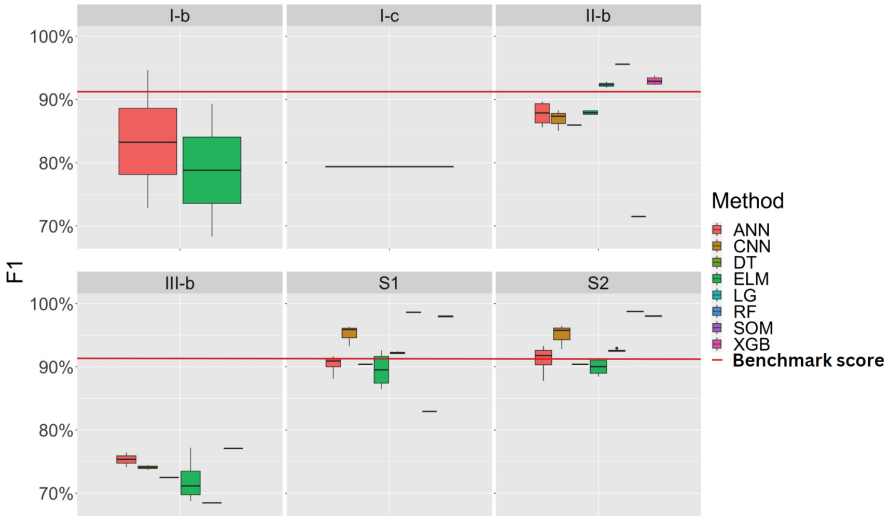 I-b I-c II-b
100%
90%
80%
70%
F1
III-b S1 S2
100%
90%
80%
70%
Method
ANN
CNN
DT
ELM
LG
RF
SOM
XGB
Benchmark score